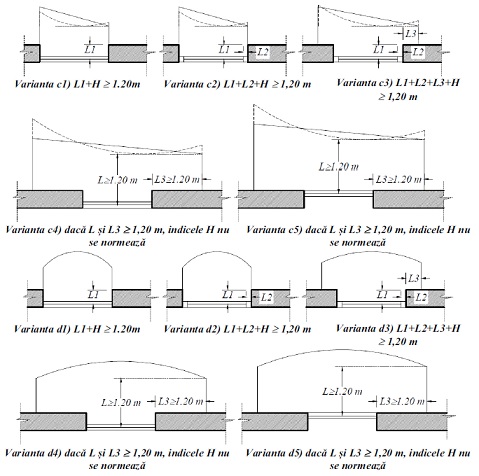 L1
L1
L2
L3
L1
L2
Varianta c1) L1+H ≥ 1.20m
Varianta c2) L1+L2+H ≥ 1,20 m
Varianta c3) L1+L2+L3+H
≥ 1,20 m
L≥1.20 m
L3≥1.20 m
L≥1.20 m
L3≥1.20 m
Varianta c4) dacă L și L3 ≥ 1,20 m, indicele H nu
se normează
Varianta c5) dacă L și L3 ≥ 1,20 m, indicele H nu
se normează
L1
L1
L2
L3
L1
L2
Varianta d1) L1+H ≥ 1.20m
Varianta d2) L1+L2+H ≥ 1,20 m
Varianta d3) L1+L2+L3+H
≥ 1,20 m
L≥1.20 m
L3≥1.20 m
L≥1.20 m
L3≥1.20 m
Varianta d4) dacă L și L3 ≥ 1,20 m, indicele H nu
se normează
Varianta d5) dacă L și L3 ≥ 1,20 m, indicele H nu
se normează